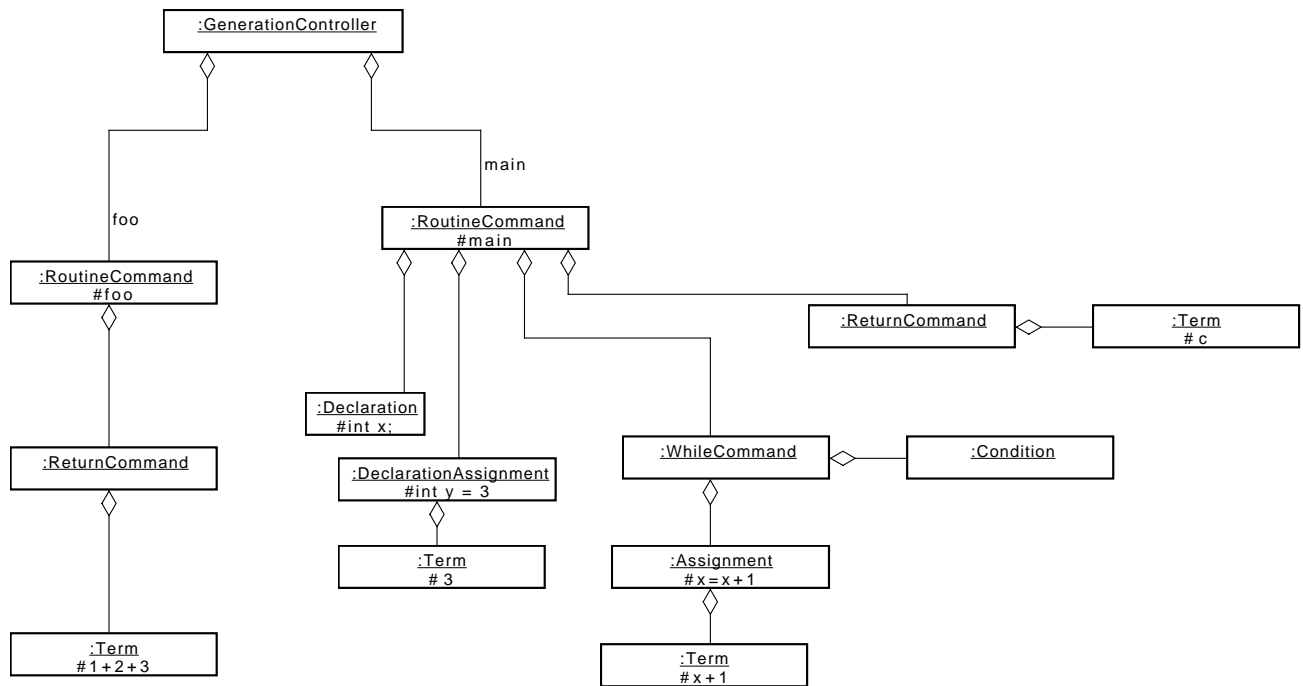 :GenerationController
main
foo
:RoutineCommand
#main
:RoutineCommand
#foo
:ReturnCommand
:Term
#c
:Declaration
#int x;
:ReturnCommand
:DeclarationAssignment
#int y = 3
:WhileCommand
:Condition
:Term
#3
:Assignment
#x=x+1
:Term
#1+2+3
:Term
#x+1